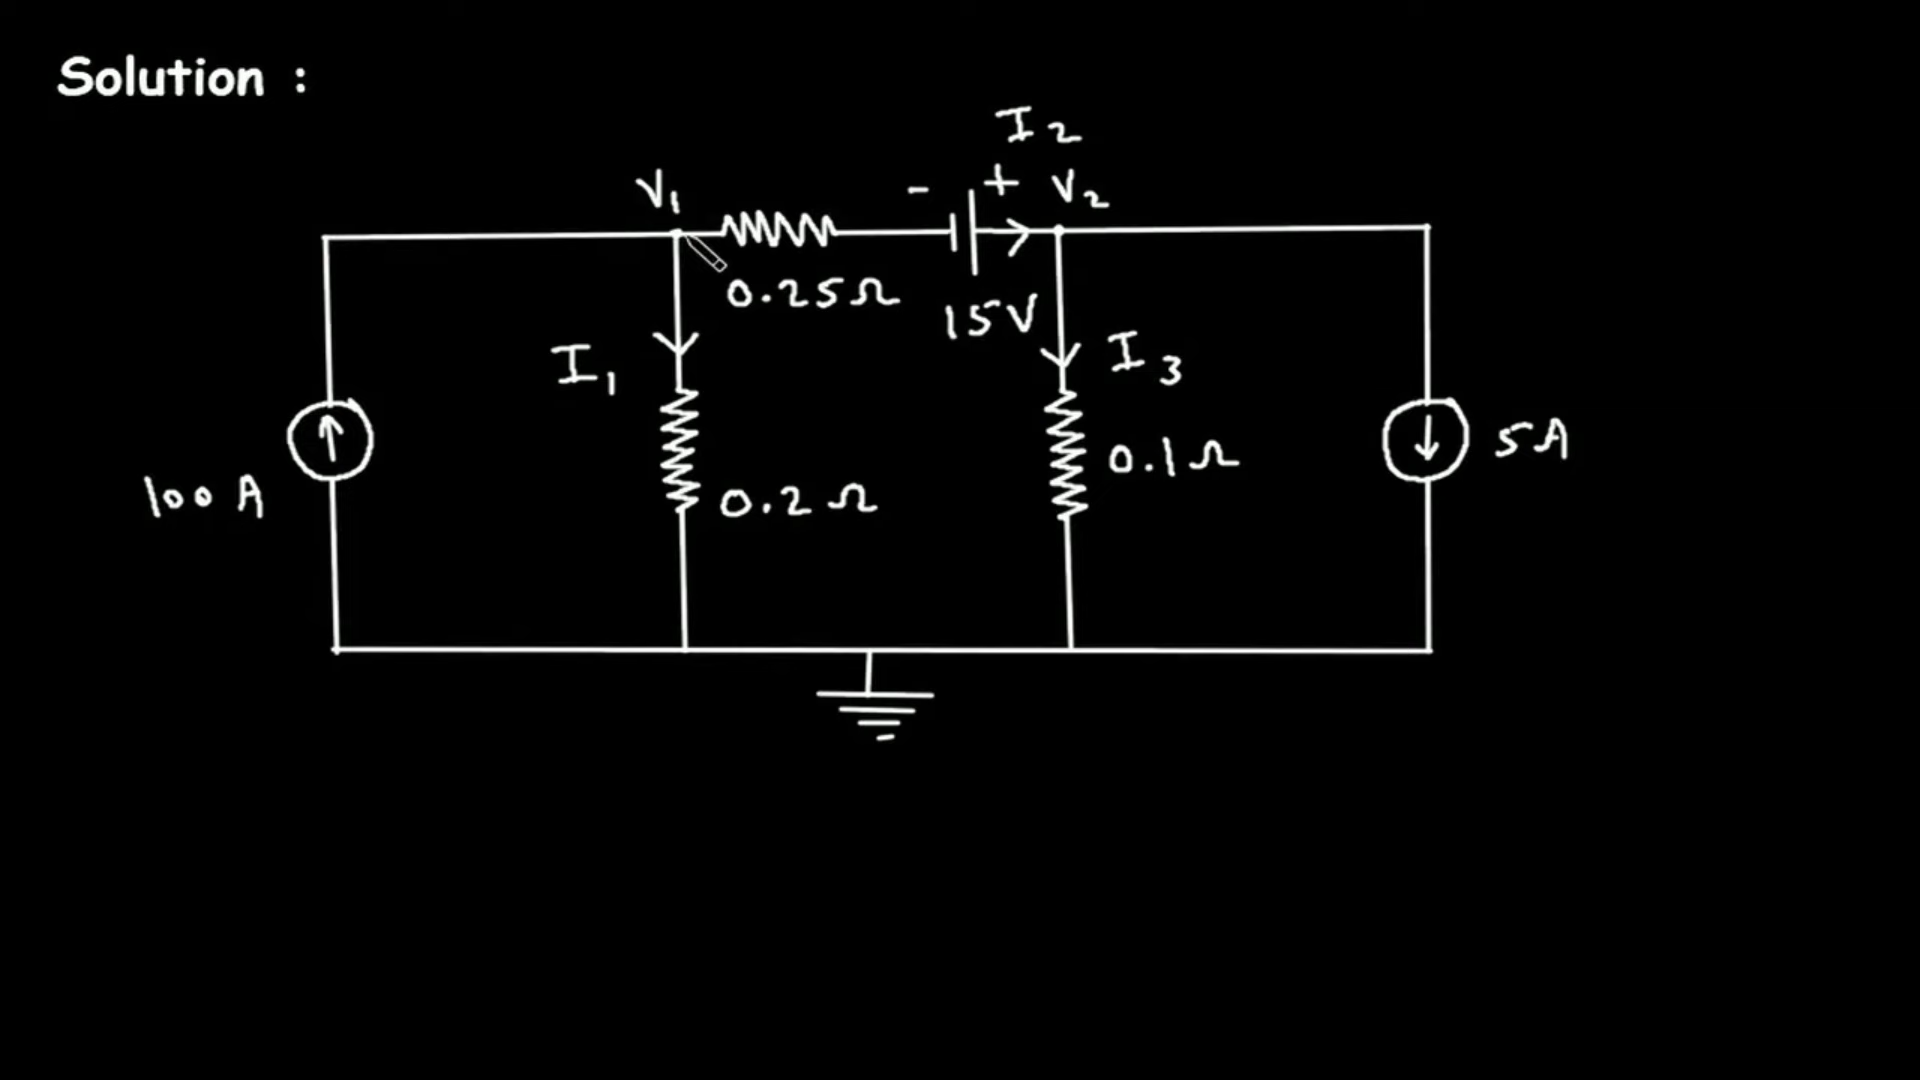 Solution :
I2
V1
- + V2
0.25Ω
15V
I1
I3
0.1Ω
5A
100 A
0.2Ω